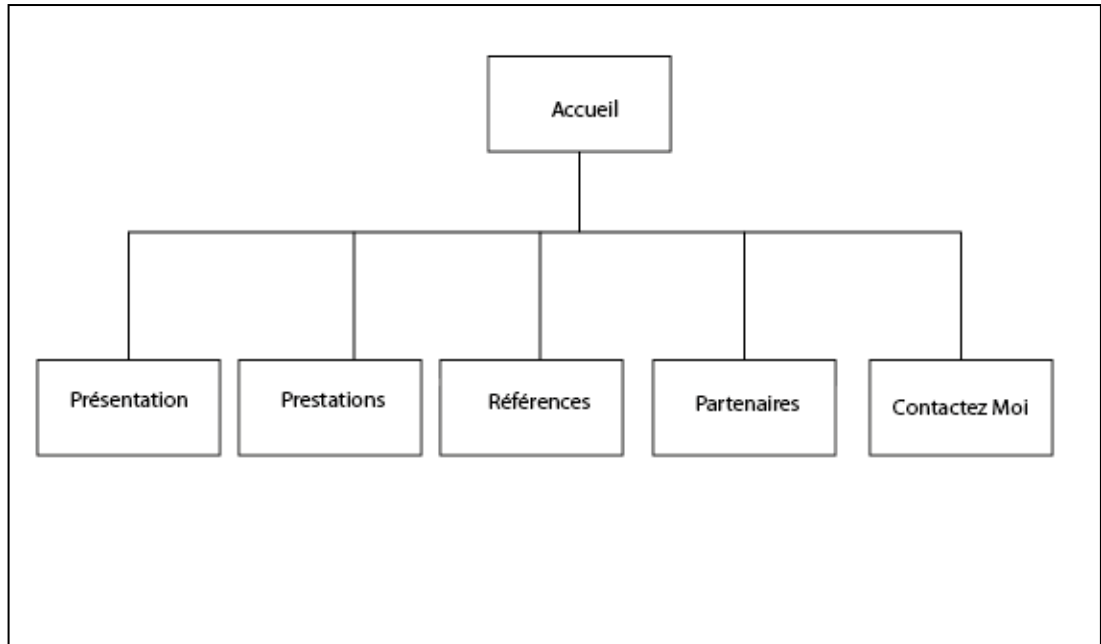 Accueil
Présentation
Prestations
Références
Partenaires
Contactez Moi